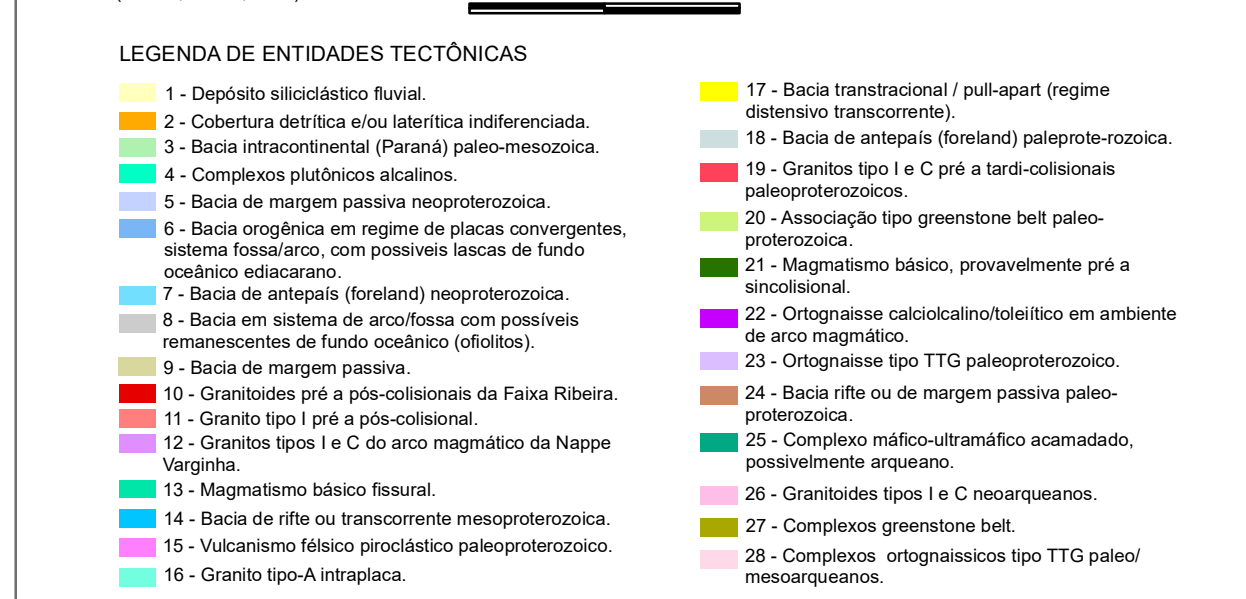 LEGENDA DE ENTIDADES TECTÔNICAS
1 - Depósito siliciclástico fluvial.
2 - Cobertura detrítica e/ou laterítica indiferenciada.
3 - Bacia intracontinental (Paraná) paleo-mesozoica.
4 - Complexos plutônicos alcalinos.
5 - Bacia de margem passiva neoproterozoica.
6 - Bacia orogênica em regime de placas convergentes,
sistema fossa/arco, com possiveis lascas de fundo
oceânico ediacarano.
7 - Bacia de antepaís (foreland) neoproterozoica.
8 - Bacia em sistema de arco/fossa com possíveis
remanescentes de fundo oceânico (ofiolitos).
9 - Bacia de margem passiva.
10 - Granitoides pré a pós-colisionais da Faixa Ribeira.
11 - Granito tipo I pré a pós-colisional.
12 - Granitos tipos I e C do arco magmático da Nappe
Varginha.
13 - Magmatismo básico fissural.
14 - Bacia de rifte ou transcorrente mesoproterozoica.
15 - Vulcanismo félsico piroclástico paleoproterozoico.
16 - Granito tipo-A intraplaca.
17 - Bacia transtracional / pull-apart (regime
distensivo transcorrente).
18 - Bacia de antepaís (foreland) paleprote-rozoica.
19 - Granitos tipo I e C pré a tardi-colisionais
paleoproterozoicos.
20 - Associação tipo greenstone belt paleo-
proterozoica.
21 - Magmatismo básico, provavelmente pré a
sincolisional.
22 - Ortognaisse calciolcalino/toleiítico em ambiente
de arco magmático.
23 - Ortognaisse tipo TTG paleoproterozoico.
24 - Bacia rifte ou de margem passiva paleo-
proterozoica.
25 - Complexo máfico-ultramáfico acamadado,
possivelmente arqueano.
26 - Granitoides tipos I e C neoarqueanos.
27 - Complexos greenstone belt.
28 - Complexos ortognaissicos tipo TTG paleo/
mesoarqueanos.